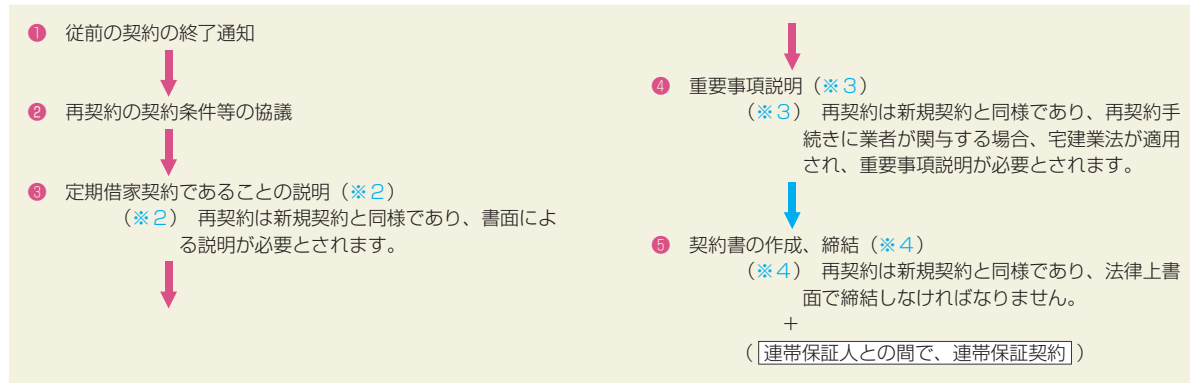 ❶ 従前の契約の終了通知
❷ 再契約の契約条件等の協議
❸ 定期借家契約であることの説明（※２）
（※２） 再契約は新規契約と同様であり、書面によ
る説明が必要とされます。
❹ 重要事項説明（※３）
（※３） 再契約は新規契約と同様であり、再契約手
続きに業者が関与する場合、宅建業法が適用
され、重要事項説明が必要とされます。
❺ 契約書の作成、締結（※４）
（※４） 再契約は新規契約と同様であり、法律上書
面で締結しなければなりません。
＋
（連帯保証人との間で、連帯保証契約）